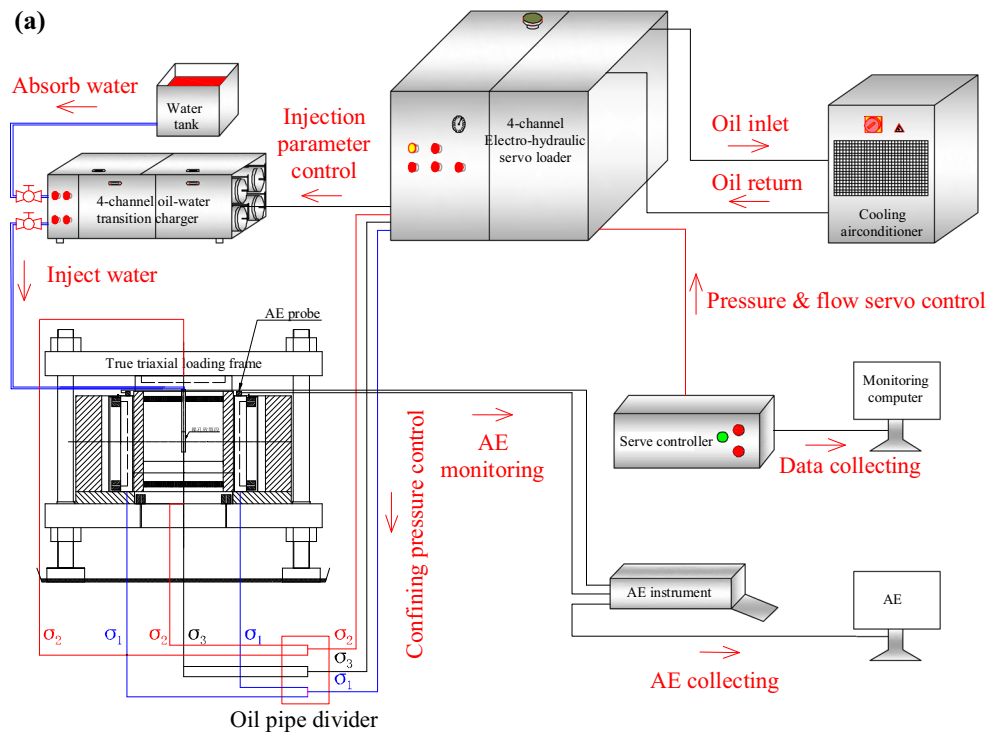 (a)
Absorb water
Water
tank
Injection
parameter
control
4-channel
Electro-hydraulic
servo loader
Oil inlet
Oil return
Cooling
airconditioner
4-channel oil-water
transition charger
Inject water
Pressure & flow servo control
AE probe
True triaxial loading frame
Confining pressure control
AE
monitoring
Serve controller
Monitoring
computer
Data collecting
AE instrument
AE
AE collecting
σ2
σ1
σ2
σ3
σ1
σ2
σ3
σ1
Oil pipe divider